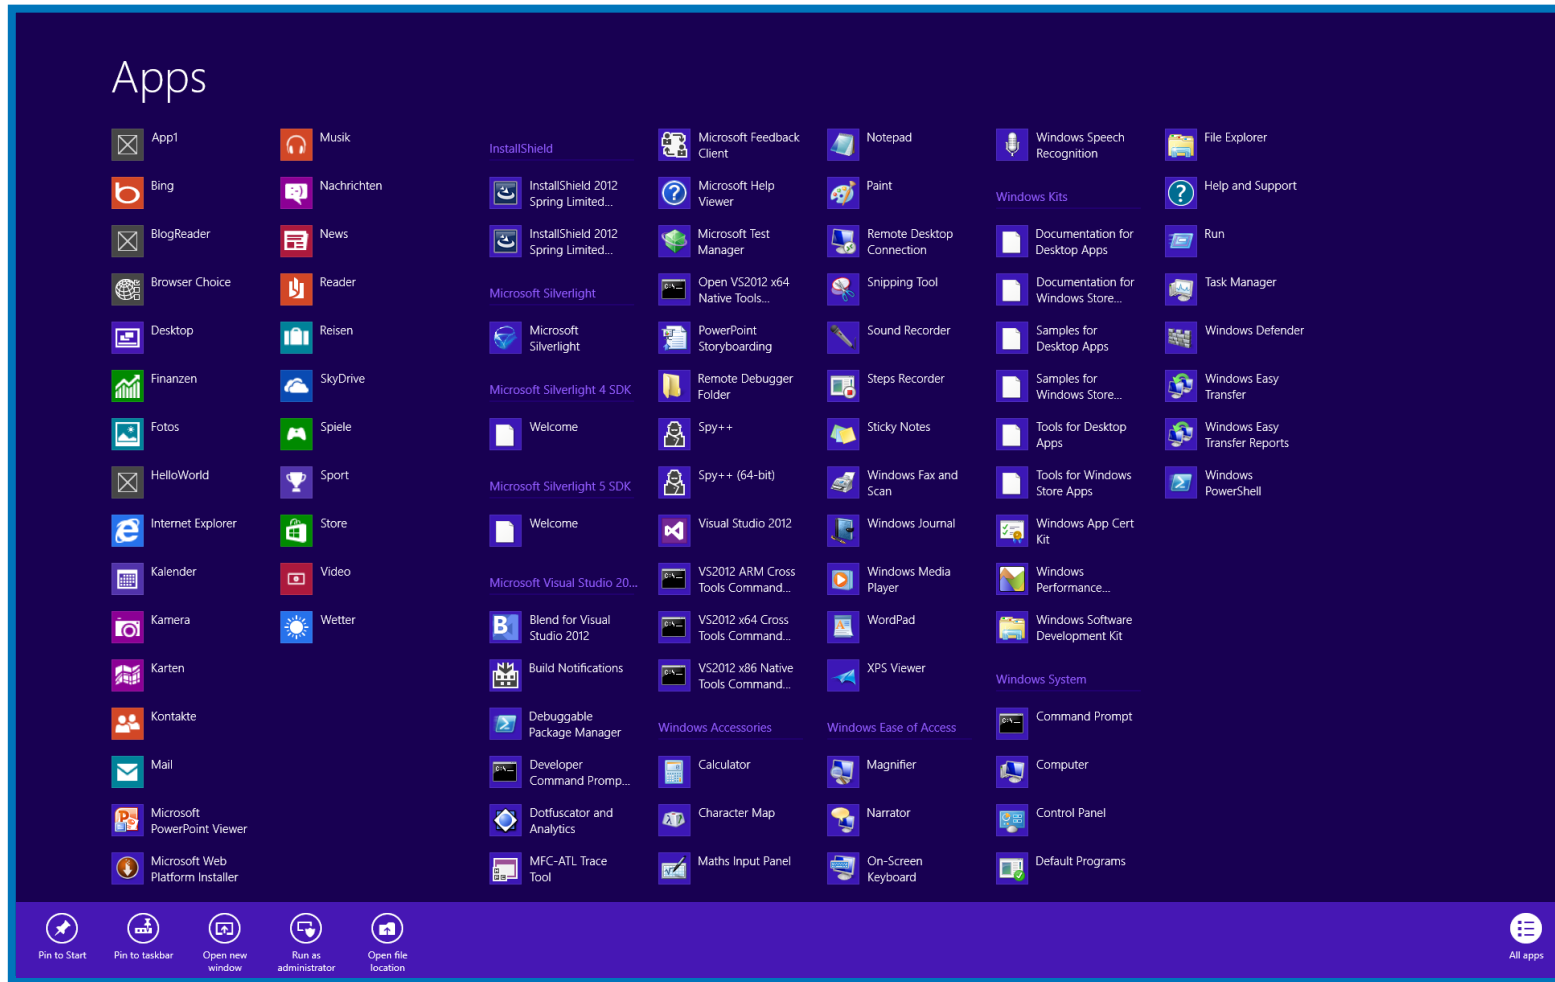 Apps
App1
Bing
BlogReader
Browser Choice
Desktop
Finanzen
Fotos
HelloWorld
Internet Explorer
Kalender
Kamera
Karten
Kontakte
Mail
Microsoft
PowerPoint Viewer
Microsoft Web
Platform Installer
Musik
Nachrichten
News
Reader
Reisen
SkyDrive
Spiele
Sport
Store
Video
Wetter
InstallShield
InstallShield 2012
Spring Limited...
InstallShield 2012
Spring Limited...
Microsoft Silverlight
Microsoft
Silverlight
Microsoft Silverlight 4 SDK
Welcome
Microsoft Silverlight 5 SDK
Welcome
Microsoft Visual Studio 20...
Blend for Visual
Studio 2012
Build Notifications
Debuggable
Package Manager
Developer
Command Promp...
Dotfuscator and
Analytics
MFC-ATL Trace
Tool
Microsoft Feedback
Client
Microsoft Help
Viewer
Microsoft Test
Manager
Open VS2012 x64
Native Tools...
PowerPoint
Storyboarding
Remote Debugger
Folder
Spy++
Spy++ (64-bit)
Visual Studio 2012
VS2012 ARM Cross
Tools Command...
VS2012 x64 Cross
Tools Command...
VS2012 x86 Native
Tools Command...
Windows Accessories
Calculator
Character Map
Maths Input Panel
Notepad
Paint
Remote Desktop
Connection
Snipping Tool
Sound Recorder
Steps Recorder
Sticky Notes
Windows Fax and
Scan
Windows Journal
Windows Media
Player
WordPad
XPS Viewer
Windows Ease of Access
Magnifier
Narrator
On-Screen
Keyboard
Windows Speech
Recognition
Windows Kits
Documentation for
Desktop Apps
Documentation for
Windows Store...
Samples for
Desktop Apps
Samples for
Windows Store...
Tools for Desktop
Apps
Tools for Windows
Store Apps
Windows App Cert
Kit
Windows
Performance...
Windows Software
Development Kit
Windows System
Command Prompt
Computer
Control Panel
Default Programs
File Explorer
Help and Support
Run
Task Manager
Windows Defender
Windows Easy
Transfer
Windows Easy
Transfer Reports
Windows
PowerShell
Pin to Start
Pin to taskbar
Open new
window
Run as
administrator
Open file
location
All apps